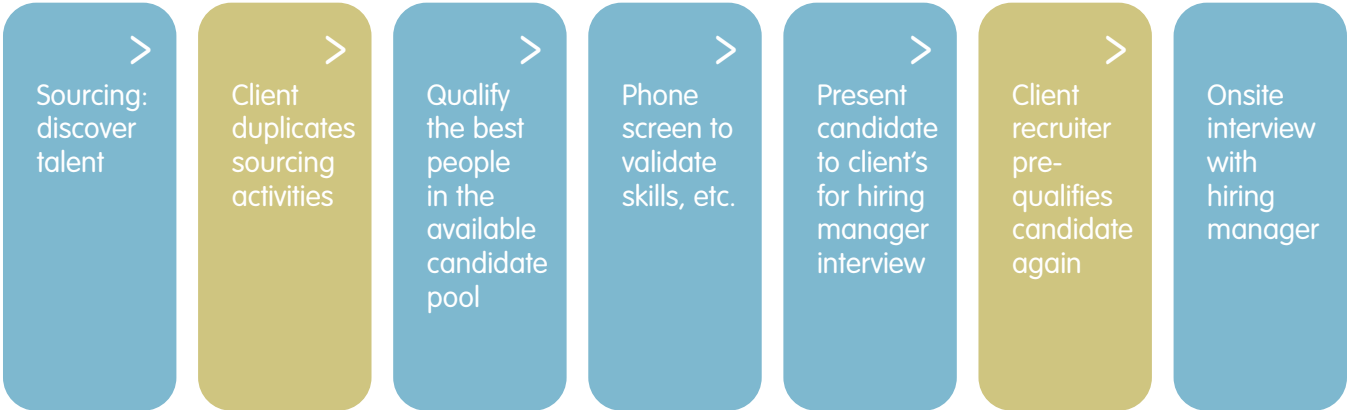 Sourcing:
discover
talent
Client
duplicates
sourcing
activities
Qualify
the best
people
in the
available
candidate
pool
Phone
screen to
validate
skills, etc.
Present
candidate
to client’s
for hiring
manager
interview
Client
recruiter
pre-
qualifies
candidate
again
Onsite
interview
with
hiring
manager